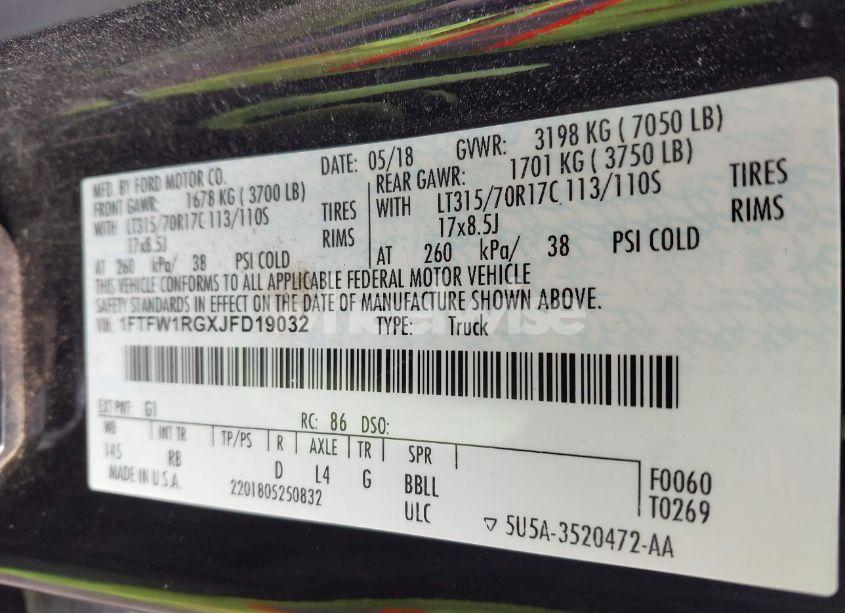 MFD. BY FORD MOTOR CO. DATE: 05/18 GVWR: 3198 KG ( 7050 LB)
FRONT GAWR: 1678 KG ( 3700 LB) REAR GAWR: 1701 KG ( 3750 LB)
WITH LT315/70R17C 113/110S TIRES WITH LT315/70R17C 113/110S TIRES
17x8.5J RIMS 17x8.5J RIMS
AT 260 kPa/ 38 PSI COLD AT 260 kPa/ 38 PSI COLD
THIS VEHICLE CONFORMS TO ALL APPLICABLE FEDERAL MOTOR VEHICLE
SAFETY STANDARDS IN EFFECT ON THE DATE OF MANUFACTURE SHOWN ABOVE.
VIN: 1FTFW1RGXJFD19032 TYPE: Truck
EXT PNT: G1 RC: 86 DSO:
WB INT TR TP/PS R AXLE TR SPR
145 RB D L4 G BBLL F0060
MADE IN U.S.A. 2201805250832 ULC T0269
▽ 5U5A-3520472-AA